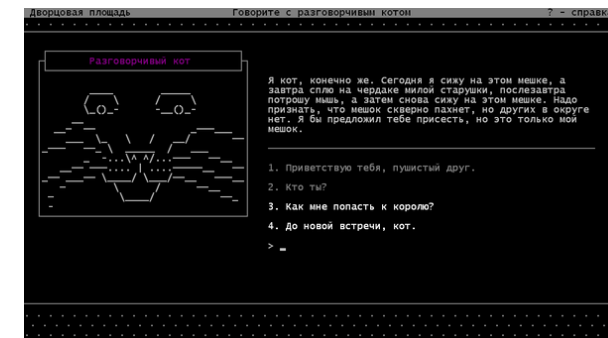 Дворцовая площадь Говорите с разговорчивым котом ? – справка
Разговорчивый кот
Я кот, конечно же. Сегодня я сижу на этом мешке, а
завтра сплю на чердаке милой старушки, послезавтра
потрошу мышь, а затем снова сижу на этом мешке. Надо
признать, что мешок скверно пахнет, но других в округе
нет. Я бы предложил тебе присесть, но это только мой
мешок.
1. Приветствую тебя, пушистый друг.
2. Кто ты?
3. Как мне попасть к королю?
4. До новой встречи, кот.
> _